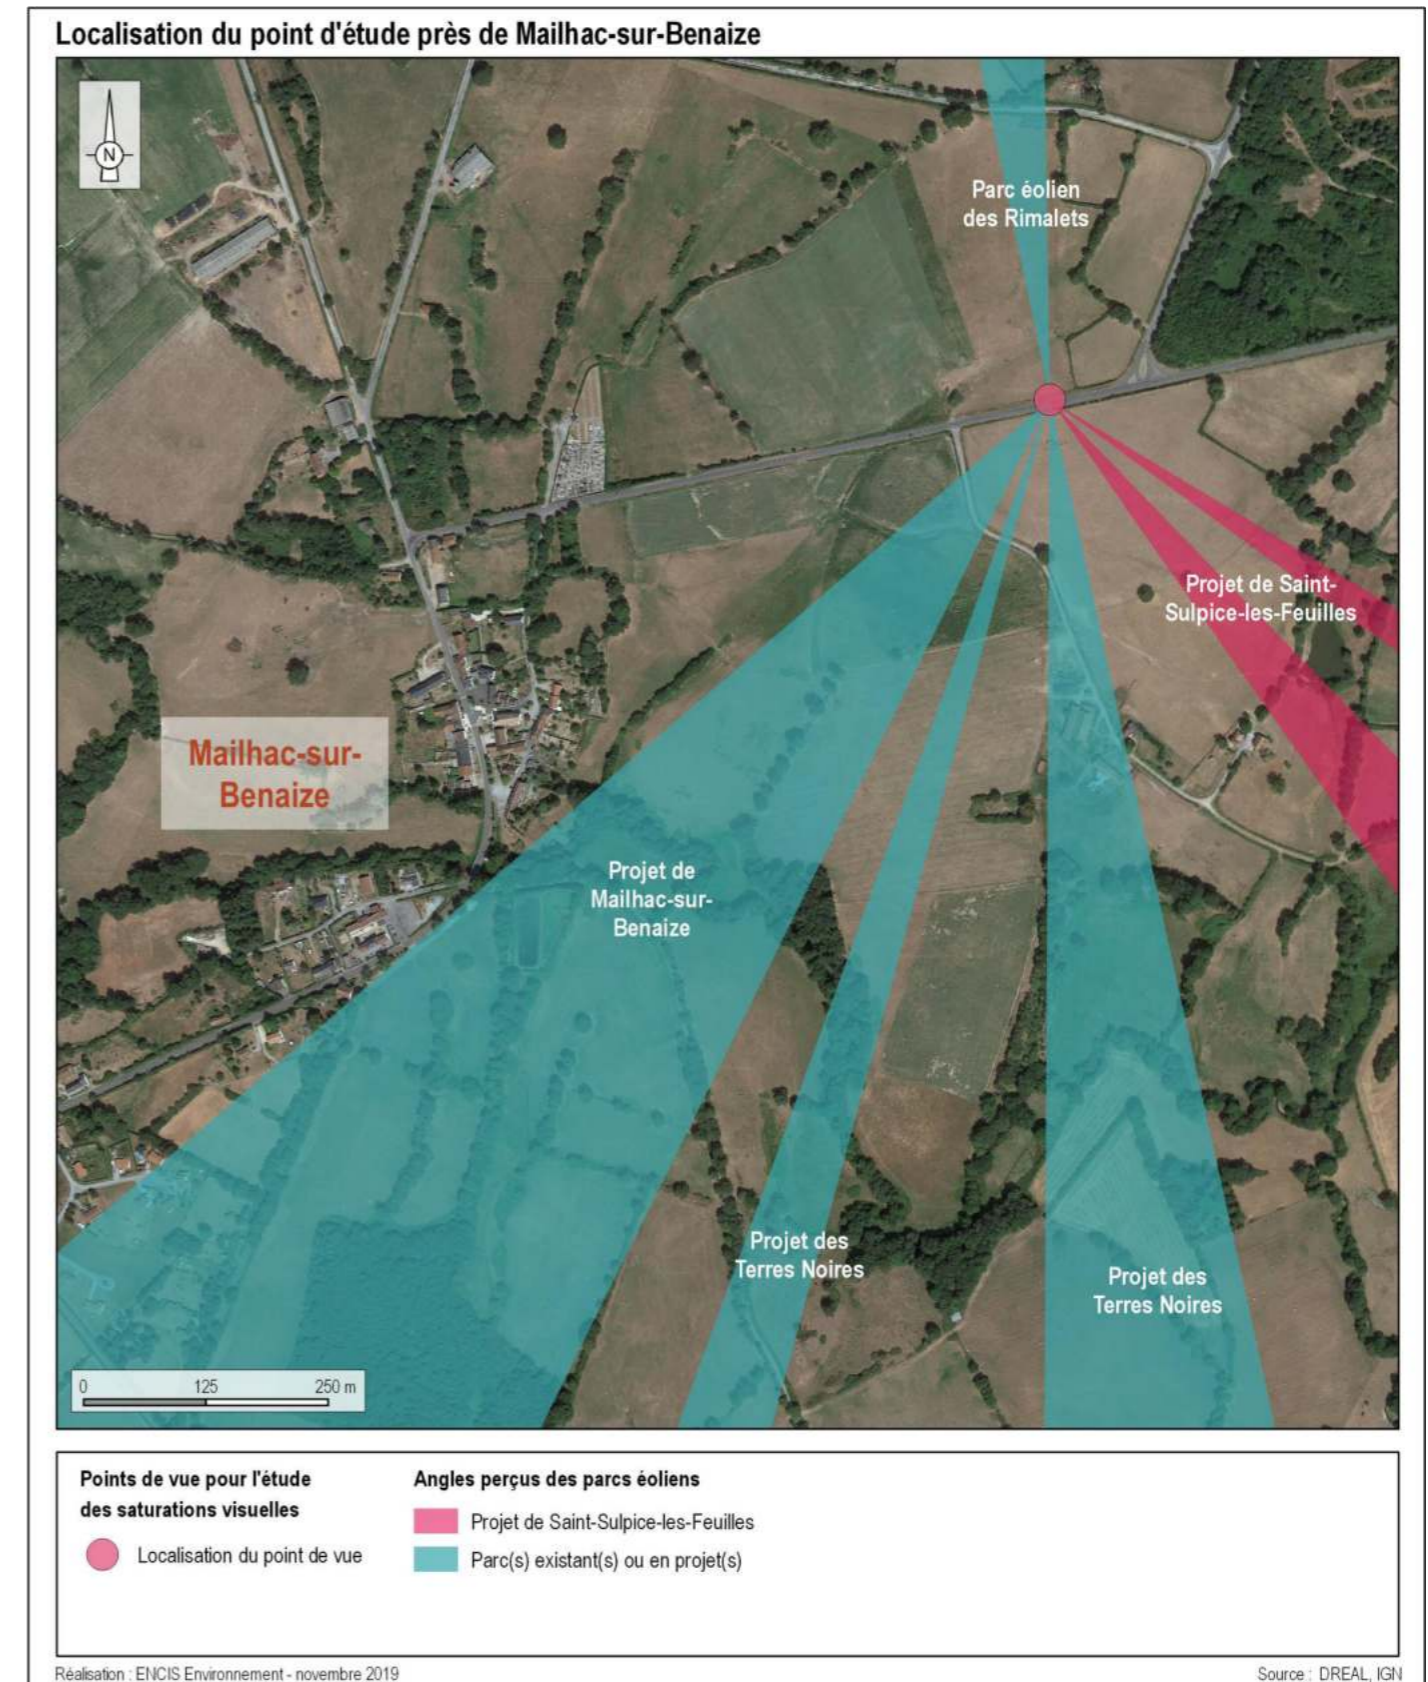 Localisation du point d'étude près de Mailhac-sur-Benaize
N
Parc éolien
des Rimalets
Projet de Saint-
Sulpice-les-Feuilles
Mailhac-sur-
Benaize
Projet de
Mailhac-sur-
Benaize
Projet des
Terres Noires
Projet des
Terres Noires
0 125 250 m
Points de vue pour l'étude
des saturations visuelles
Localisation du point de vue
Angles perçus des parcs éoliens
Projet de Saint-Sulpice-les-Feuilles
Parc(s) existant(s) ou en projet(s)
Réalisation : ENCIS Environnement - novembre 2019
Source : DREAL, IGN